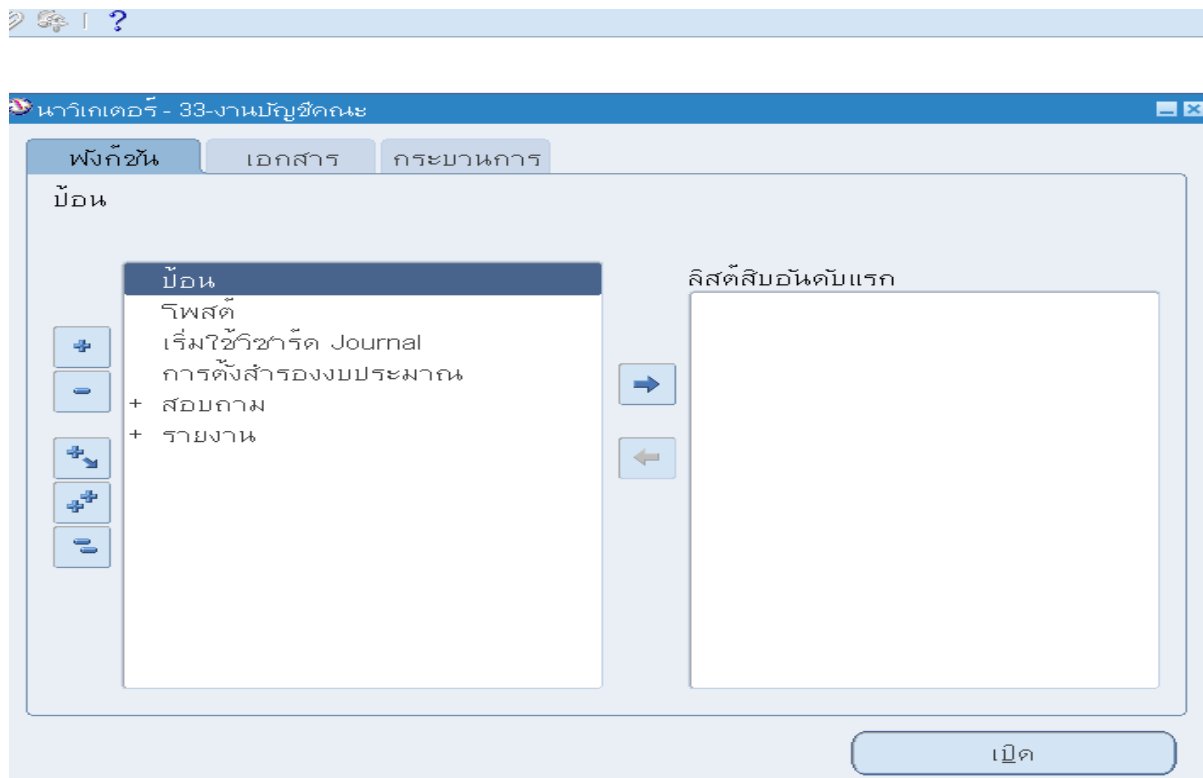 ?
นาวิเกเตอร์ - 33-งานบัญชีคณะ
ฟังก์ชัน เอกสาร กระบวนการ
ป้อน
ลิสต์สิบอันดับแรก
ป้อน
โพสต์
เริ่มใช้วิซาร์ด Journal
การตั้งสำรองงบประมาณ
+ สอบถาม
+ รายงาน
เปิด